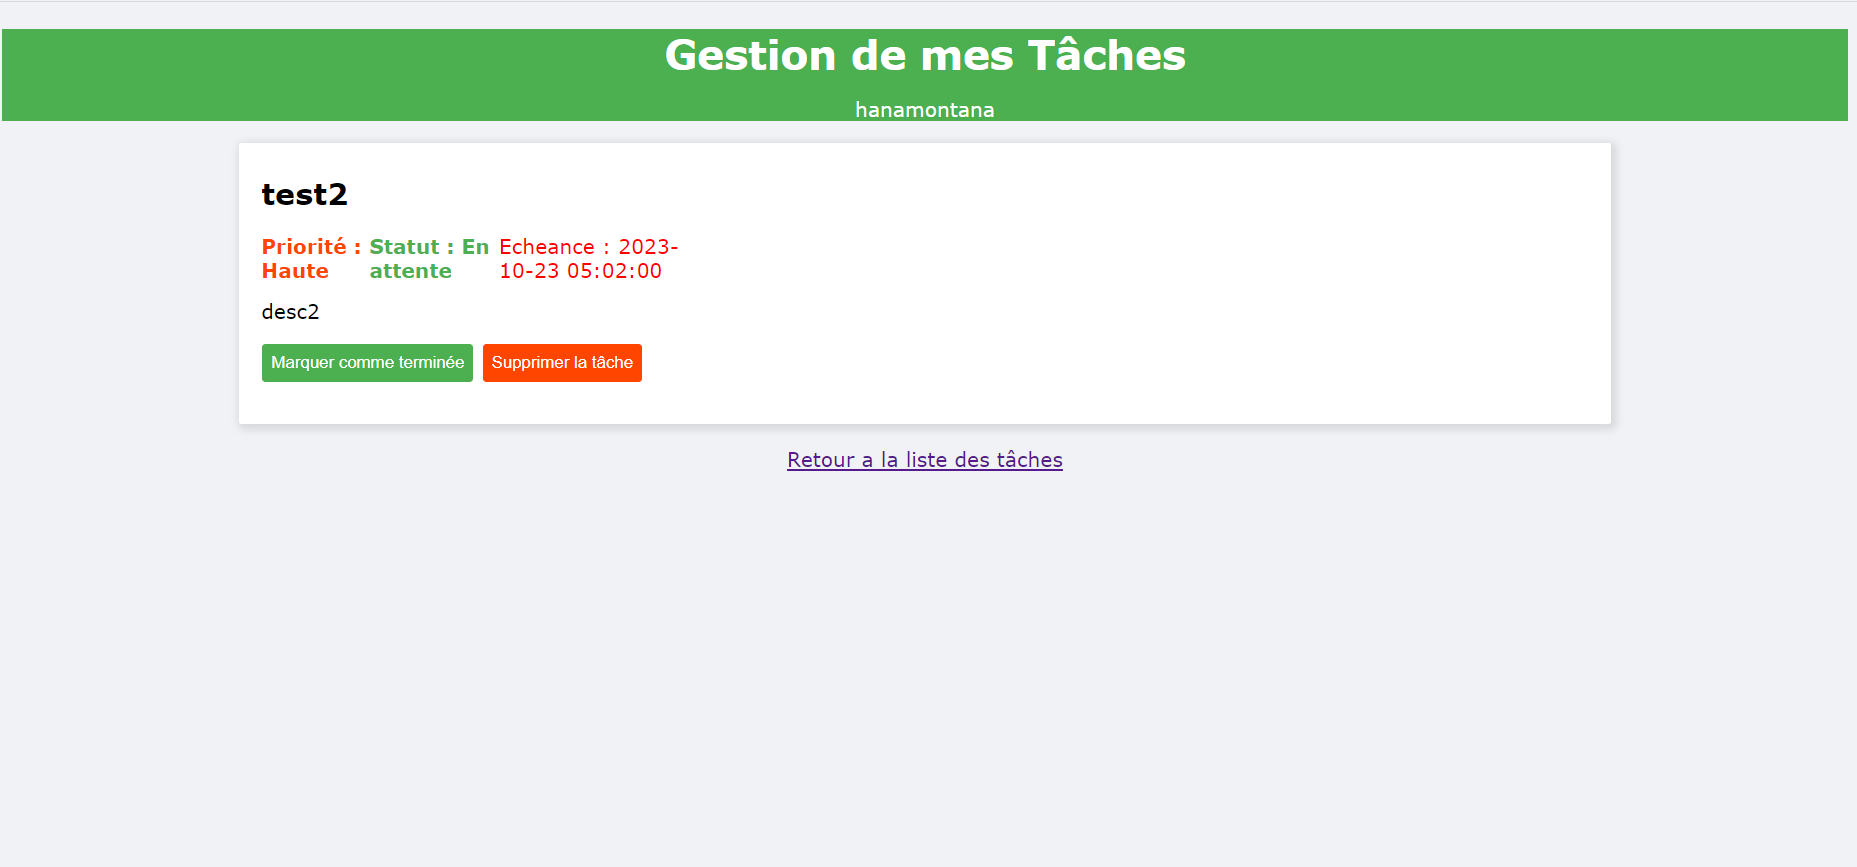 Gestion de mes Tâches
hanamontana
test2
Priorité : Haute
Statut : En attente
Echeance : 2023-10-23 05:02:00
desc2
Marquer comme terminée
Supprimer la tâche
Retour a la liste des tâches